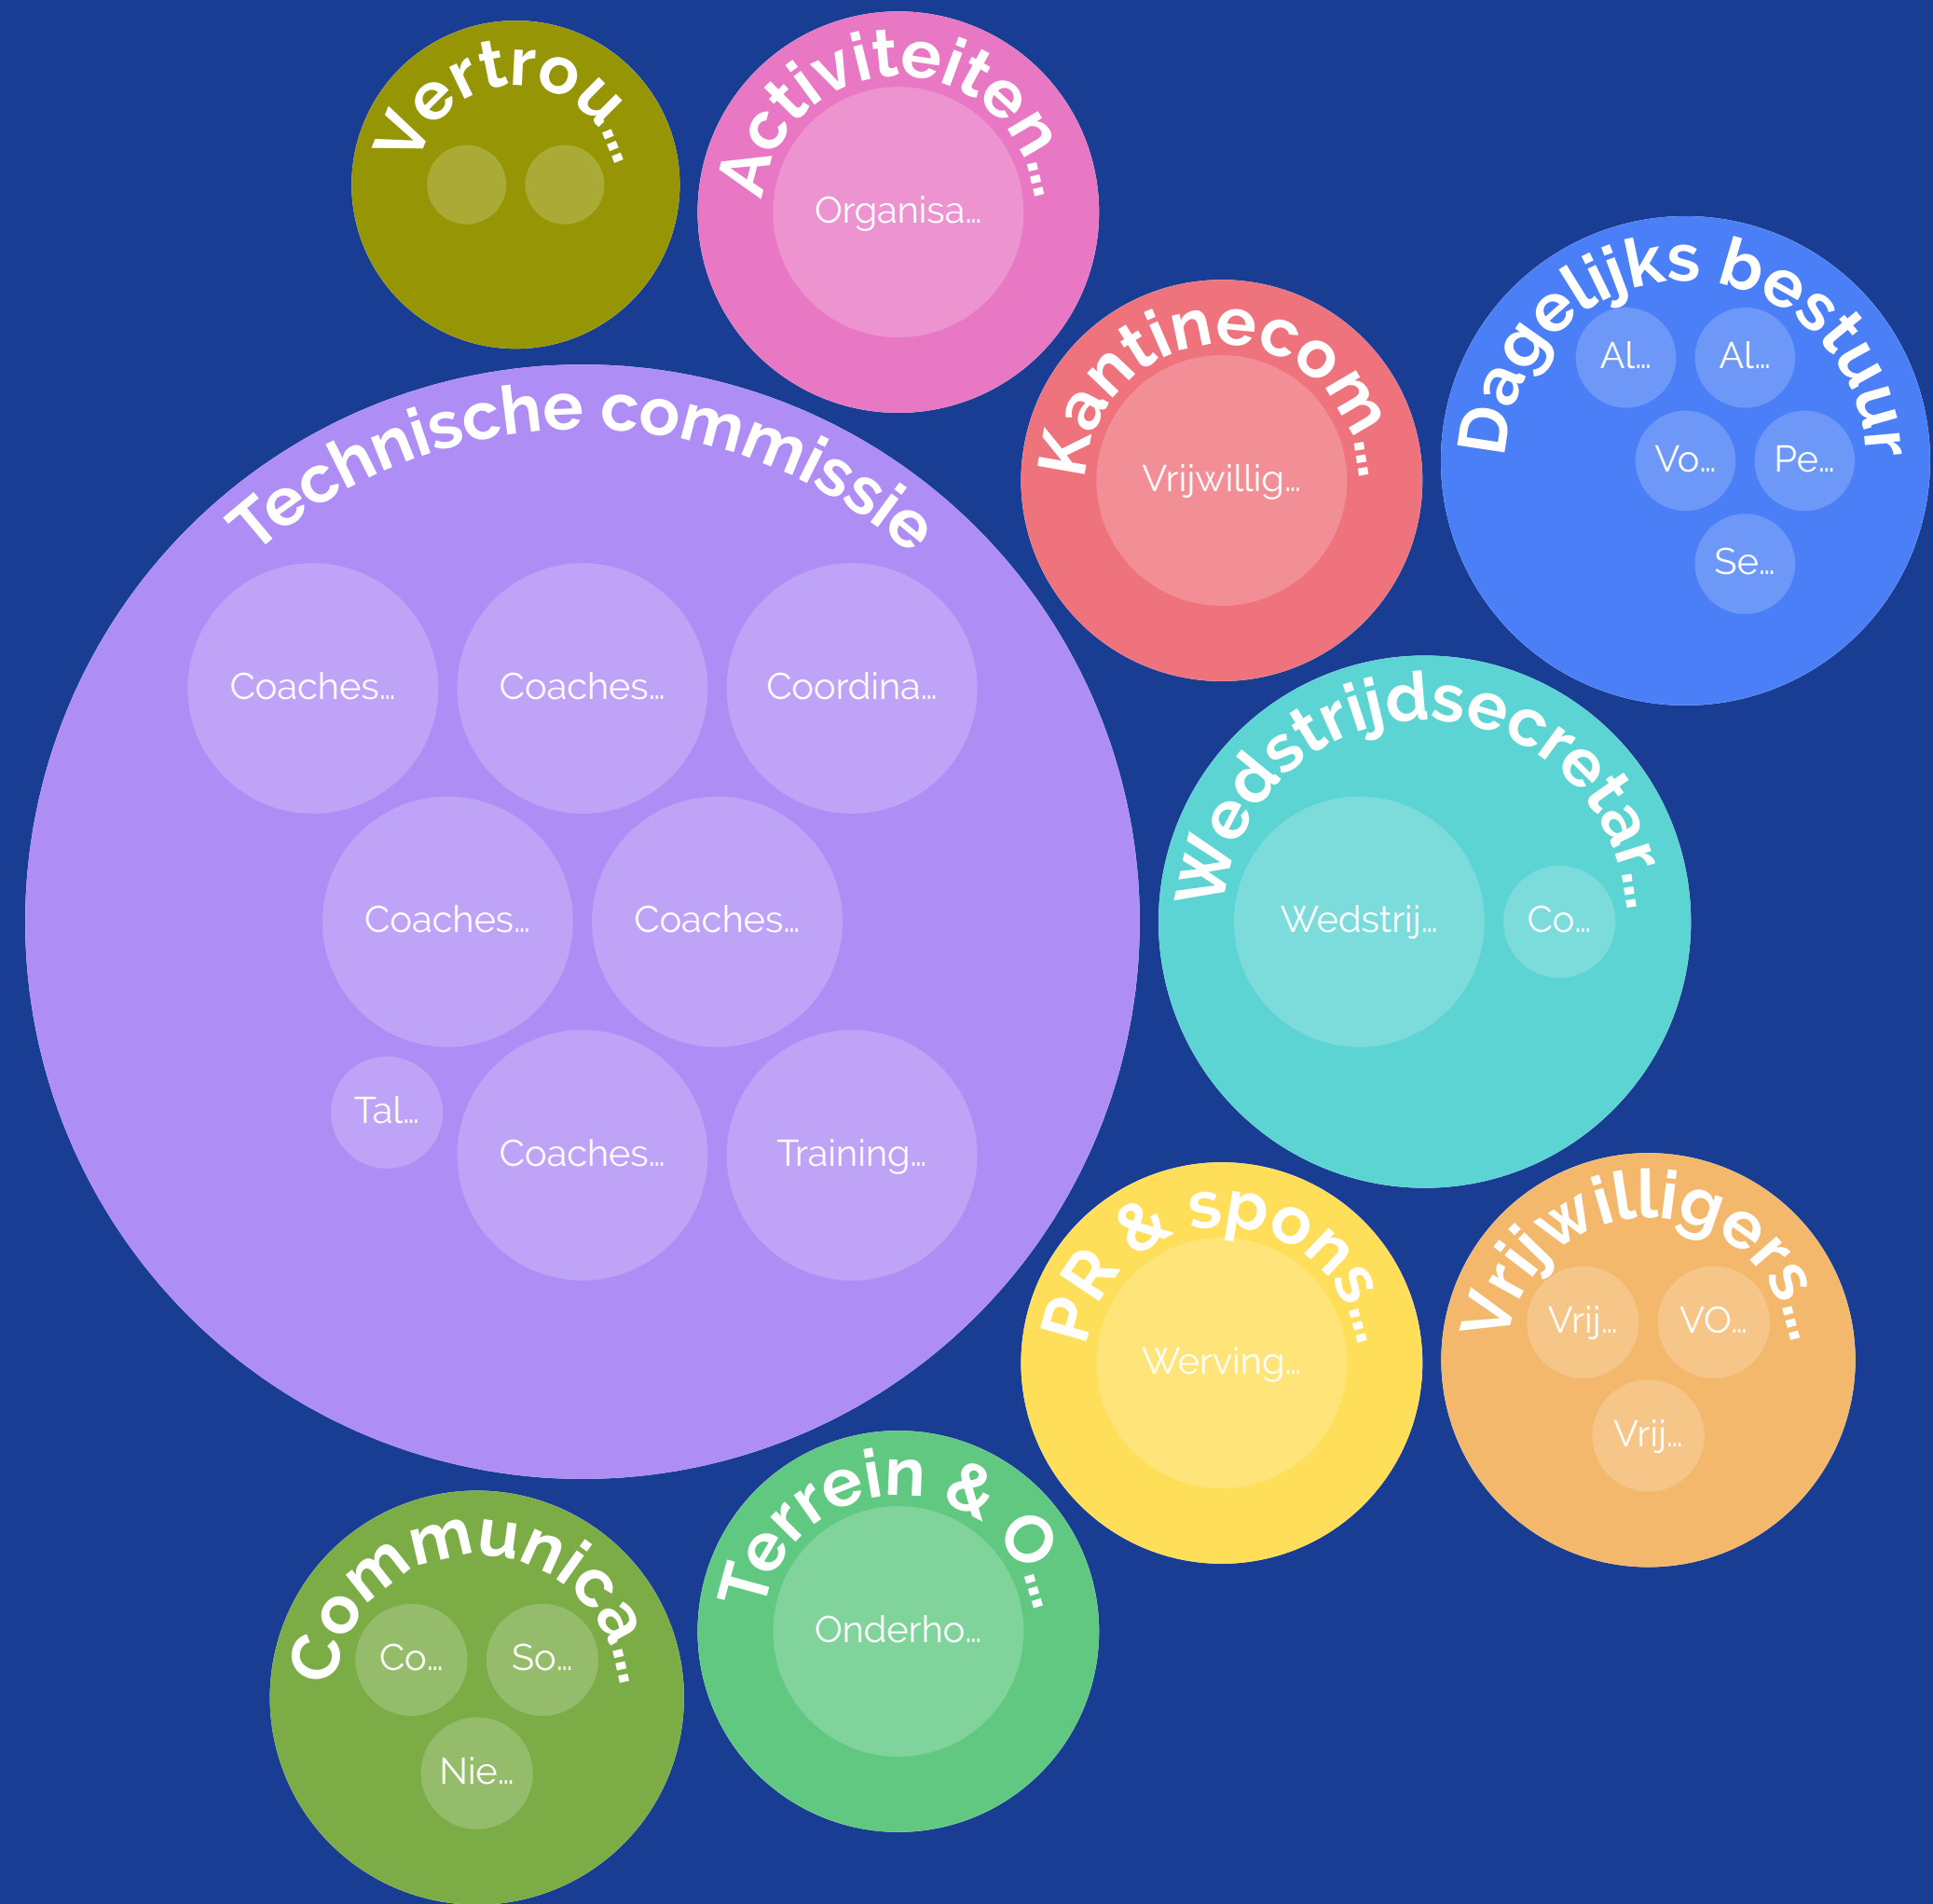 Vertrou...
Activiteiten...
Organisa...
Kantinecom...
Vrijwillig...
Dagelijks bestuur
Al...
Al...
Vo...
Pe...
Se...
Technische commissie
Coaches...
Coaches...
Coordina...
Coaches...
Coaches...
Tal...
Coaches...
Training...
Wedstrijdsecretar...
Wedstrij...
Co...
PR & spons...
Werving...
Vrijwilligers...
Vrij...
VO...
Vrij...
Terrein & O...
Onderho...
Communica...
Co...
So...
Nie...